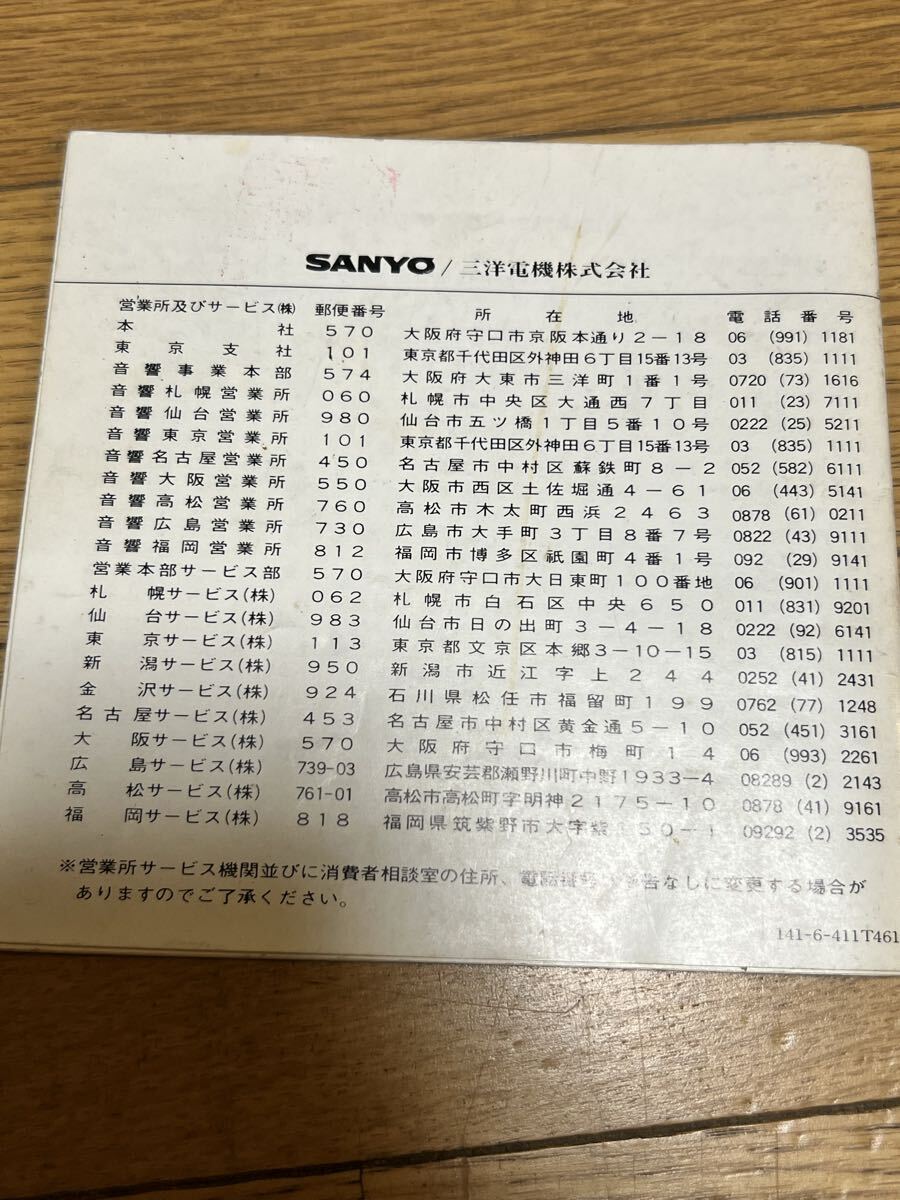 SANYO / 三洋電機株式会社
営業所及びサービス㈱ 郵便番号 所在地 電話番号
本社 570 大阪府守口市京阪本通り2-18 06 (991) 1181
東京支社 101 東京都千代田区外神田6丁目15番13号 03 (835) 1111
音響事業本部 574 大阪府大東市三洋町1番1号 0720 (73) 1616
音響札幌営業所 060 札幌市中央区大通西7丁目 011 (23) 7111
音響仙台営業所 980 仙台市五ツ橋1丁目5番10号 0222 (25) 5211
音響東京営業所 101 東京都千代田区外神田6丁目15番13号 03 (835) 1111
音響名古屋営業所 450 名古屋市中村区蘇鉄町8-2 052 (582) 6111
音響大阪営業所 550 大阪市西区土佐堀通4-61 06 (443) 5141
音響高松営業所 760 高松市木太町西浜2463 0878 (61) 0211
音響広島営業所 730 広島市大手町3丁目8番7号 0822 (43) 9111
音響福岡営業所 812 福岡市博多区祇園町4番1号 092 (29) 9141
営業本部サービス部 570 大阪府守口市大日東町100番地 06 (901) 1111
札幌サービス(株) 062 札幌市白石区中央650 011 (831) 9201
仙台サービス(株) 983 仙台市日の出町3-4-18 0222 (92) 6141
東京サービス(株) 113 東京都文京区本郷3-10-15 03 (815) 1111
新潟サービス(株) 950 新潟市近江字上244 0252 (41) 2431
金沢サービス(株) 924 石川県松任市福留町199 0762 (77) 1248
名古屋サービス(株) 453 名古屋市中村区黄金通5-10 052 (451) 3161
大阪サービス(株) 570 大阪府守口市梅町14 06 (993) 2261
広島サービス(株) 739-03 広島県安芸郡瀬野川町中野1933-4 08289 (2) 2143
高松サービス(株) 761-01 高松市高松町字明神2175-10 0878 (41) 9161
福岡サービス(株) 818 福岡県筑紫野市大字紫 50-1 09292 (2) 3535
※営業所サービス機関並びに消費者相談室の住所、電話 告なしに変更する場合が
ありますのでご了承ください。
141-6-411T461